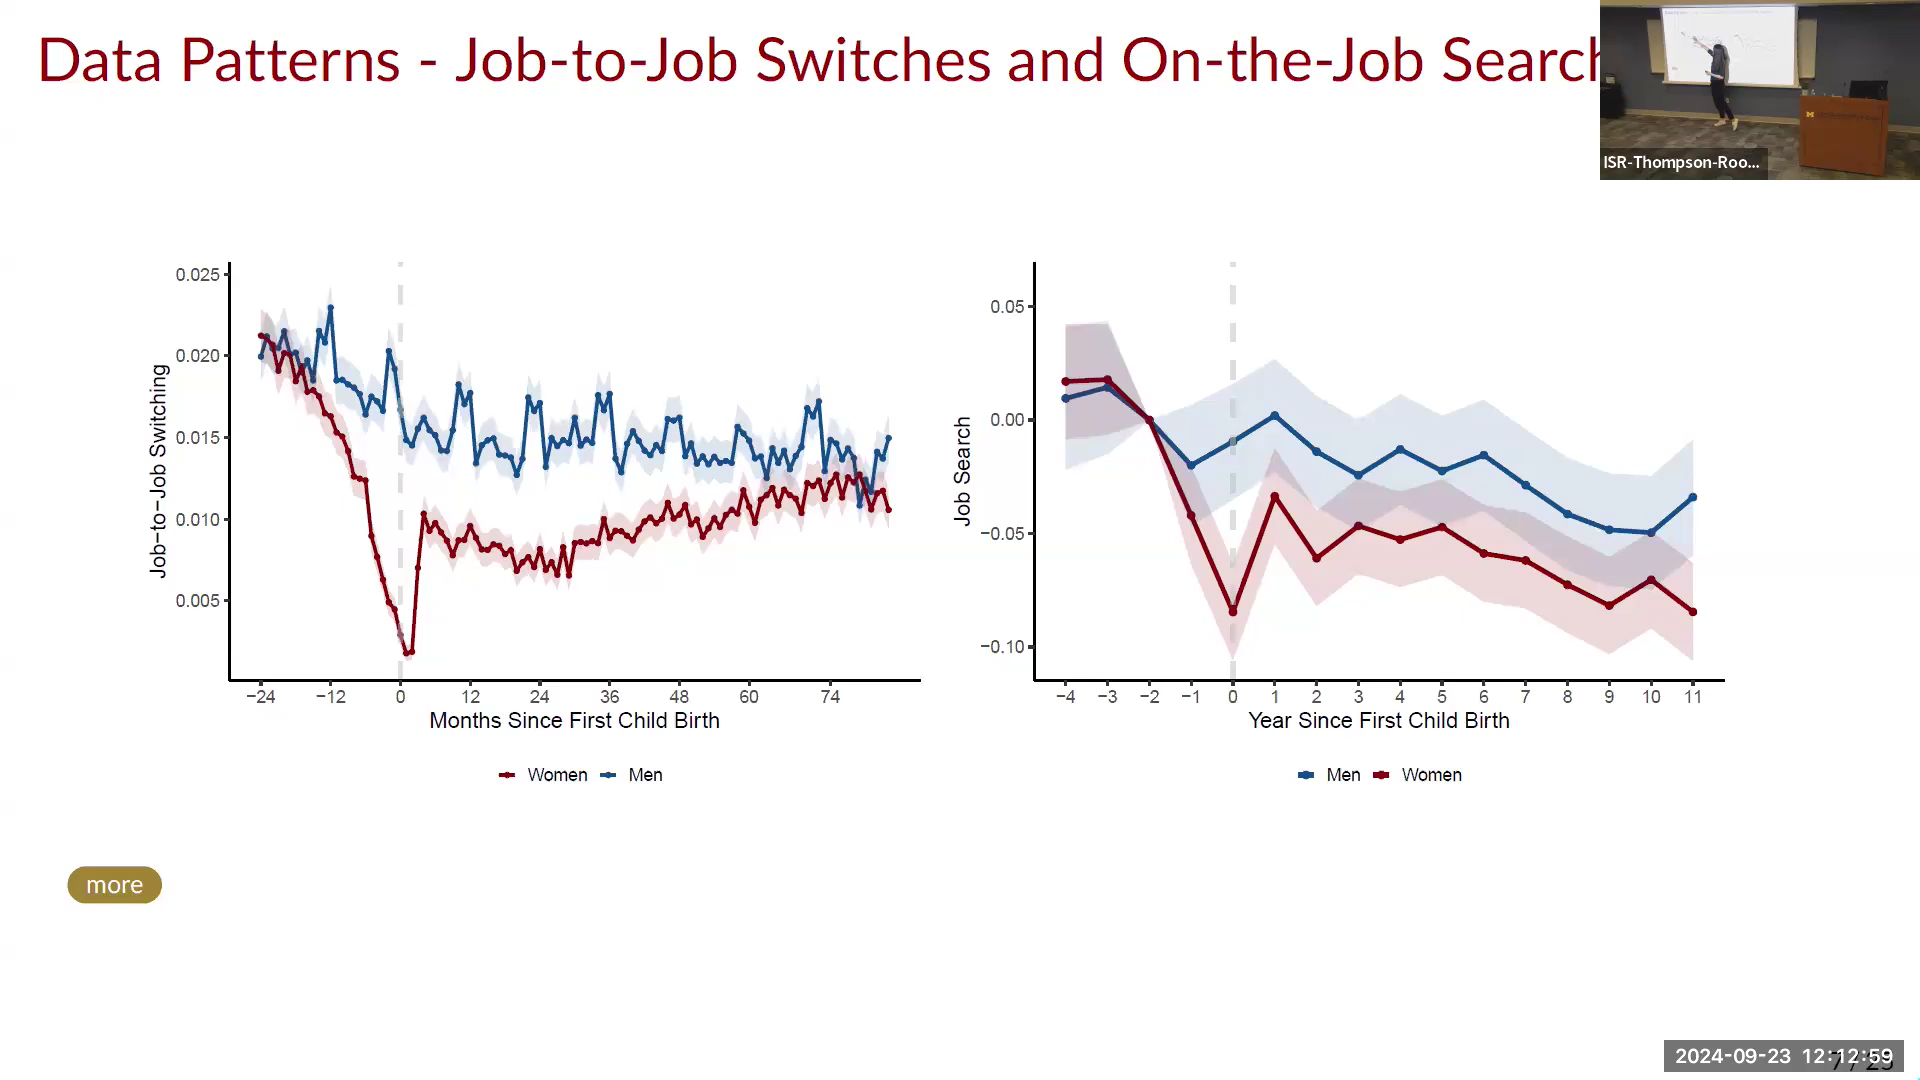 Data Patterns - Job-to-Job Switches and On-the-Job Search
ISR-Thompson-Roo...
0.025
0.020
0.015
0.010
0.005
Job-to-Job Switching
−24 −12 0 12 24 36 48 60 74
Months Since First Child Birth
Women Men
0.05
0.00
−0.05
−0.10
Job Search
−4 −3 −2 −1 0 1 2 3 4 5 6 7 8 9 10 11
Year Since First Child Birth
Men Women
more
2024-09-23 12:12:59